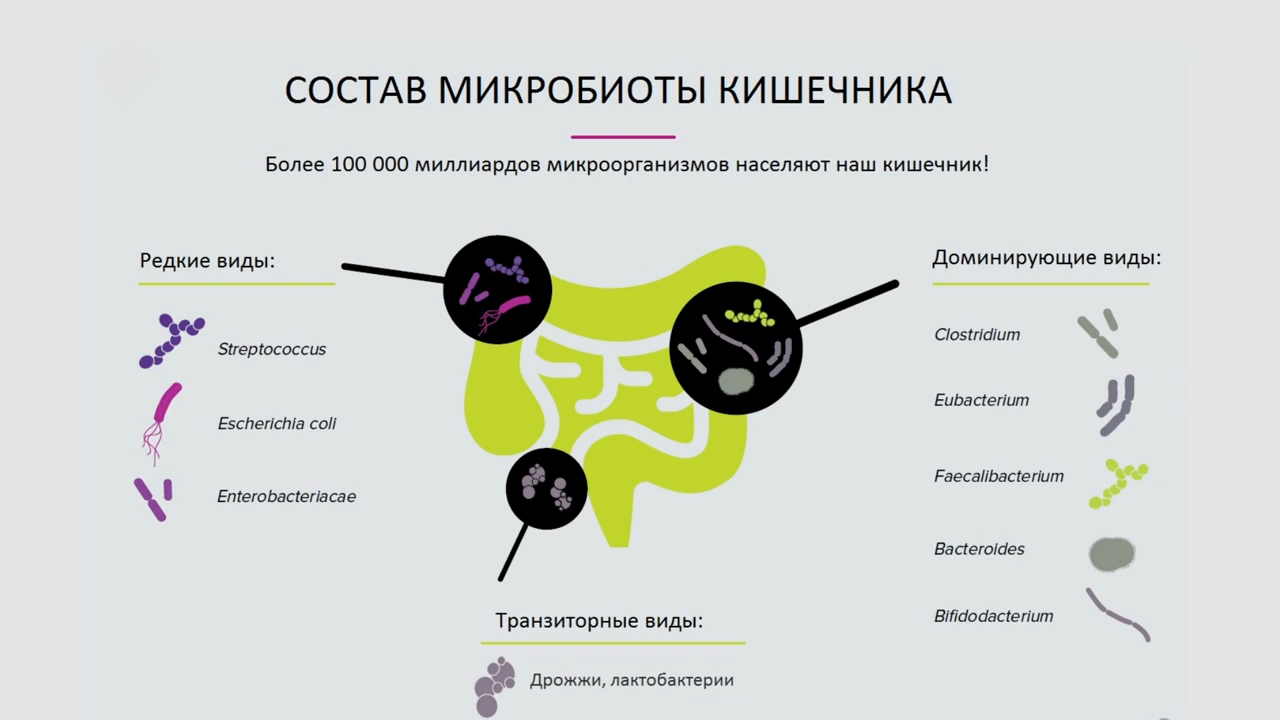 СОСТАВ МИКРОБИОТЫ КИШЕЧНИКА
Более 100 000 миллиардов микроорганизмов населяют наш кишечник!
Редкие виды:
Streptococcus
Escherichia coli
Enterobacteriacae
Доминирующие виды:
Clostridium
Eubacterium
Faecalibacterium
Bacteroides
Bifidodacterium
Транзиторные виды:
Дрожжи, лактобактерии